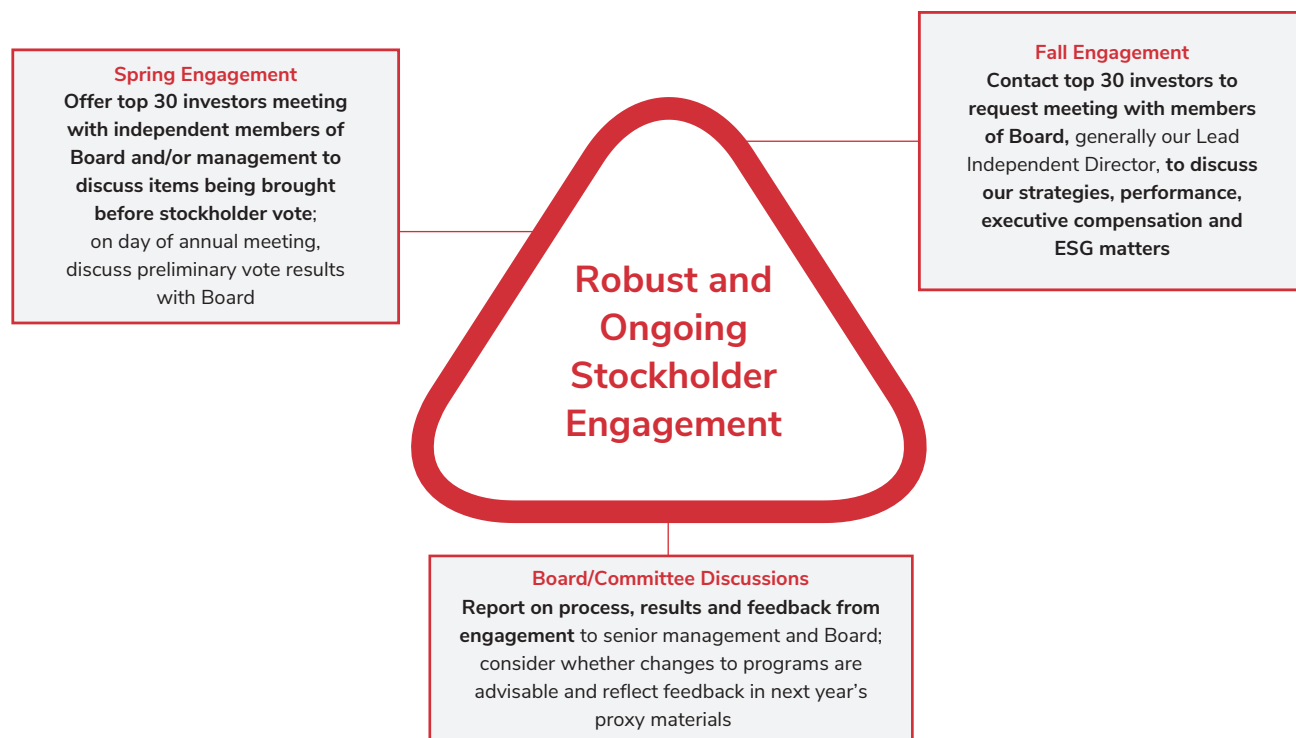 Spring Engagement
Offer top 30 investors meeting
with independent members of
Board and/or management to
discuss items being brought
before stockholder vote;
on day of annual meeting,
discuss preliminary vote results
with Board
Fall Engagement
Contact top 30 investors to
request meeting with members
of Board, generally our Lead
Independent Director, to discuss
our strategies, performance,
executive compensation and
ESG matters
Robust and
Ongoing
Stockholder
Engagement
Board/Committee Discussions
Report on process, results and feedback from
engagement to senior management and Board;
consider whether changes to programs are
advisable and reflect feedback in next year’s
proxy materials